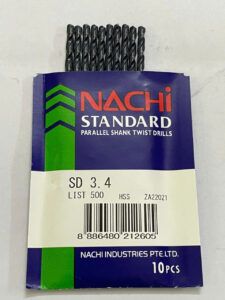 NACHi
STANDARD
PARALLEL SHANK TWIST DRILLS
SD 3.4
LIST 500 HSS ZA22021
8 886480 212605
NACHI INDUSTRIES PTE.LTD.
10PCS